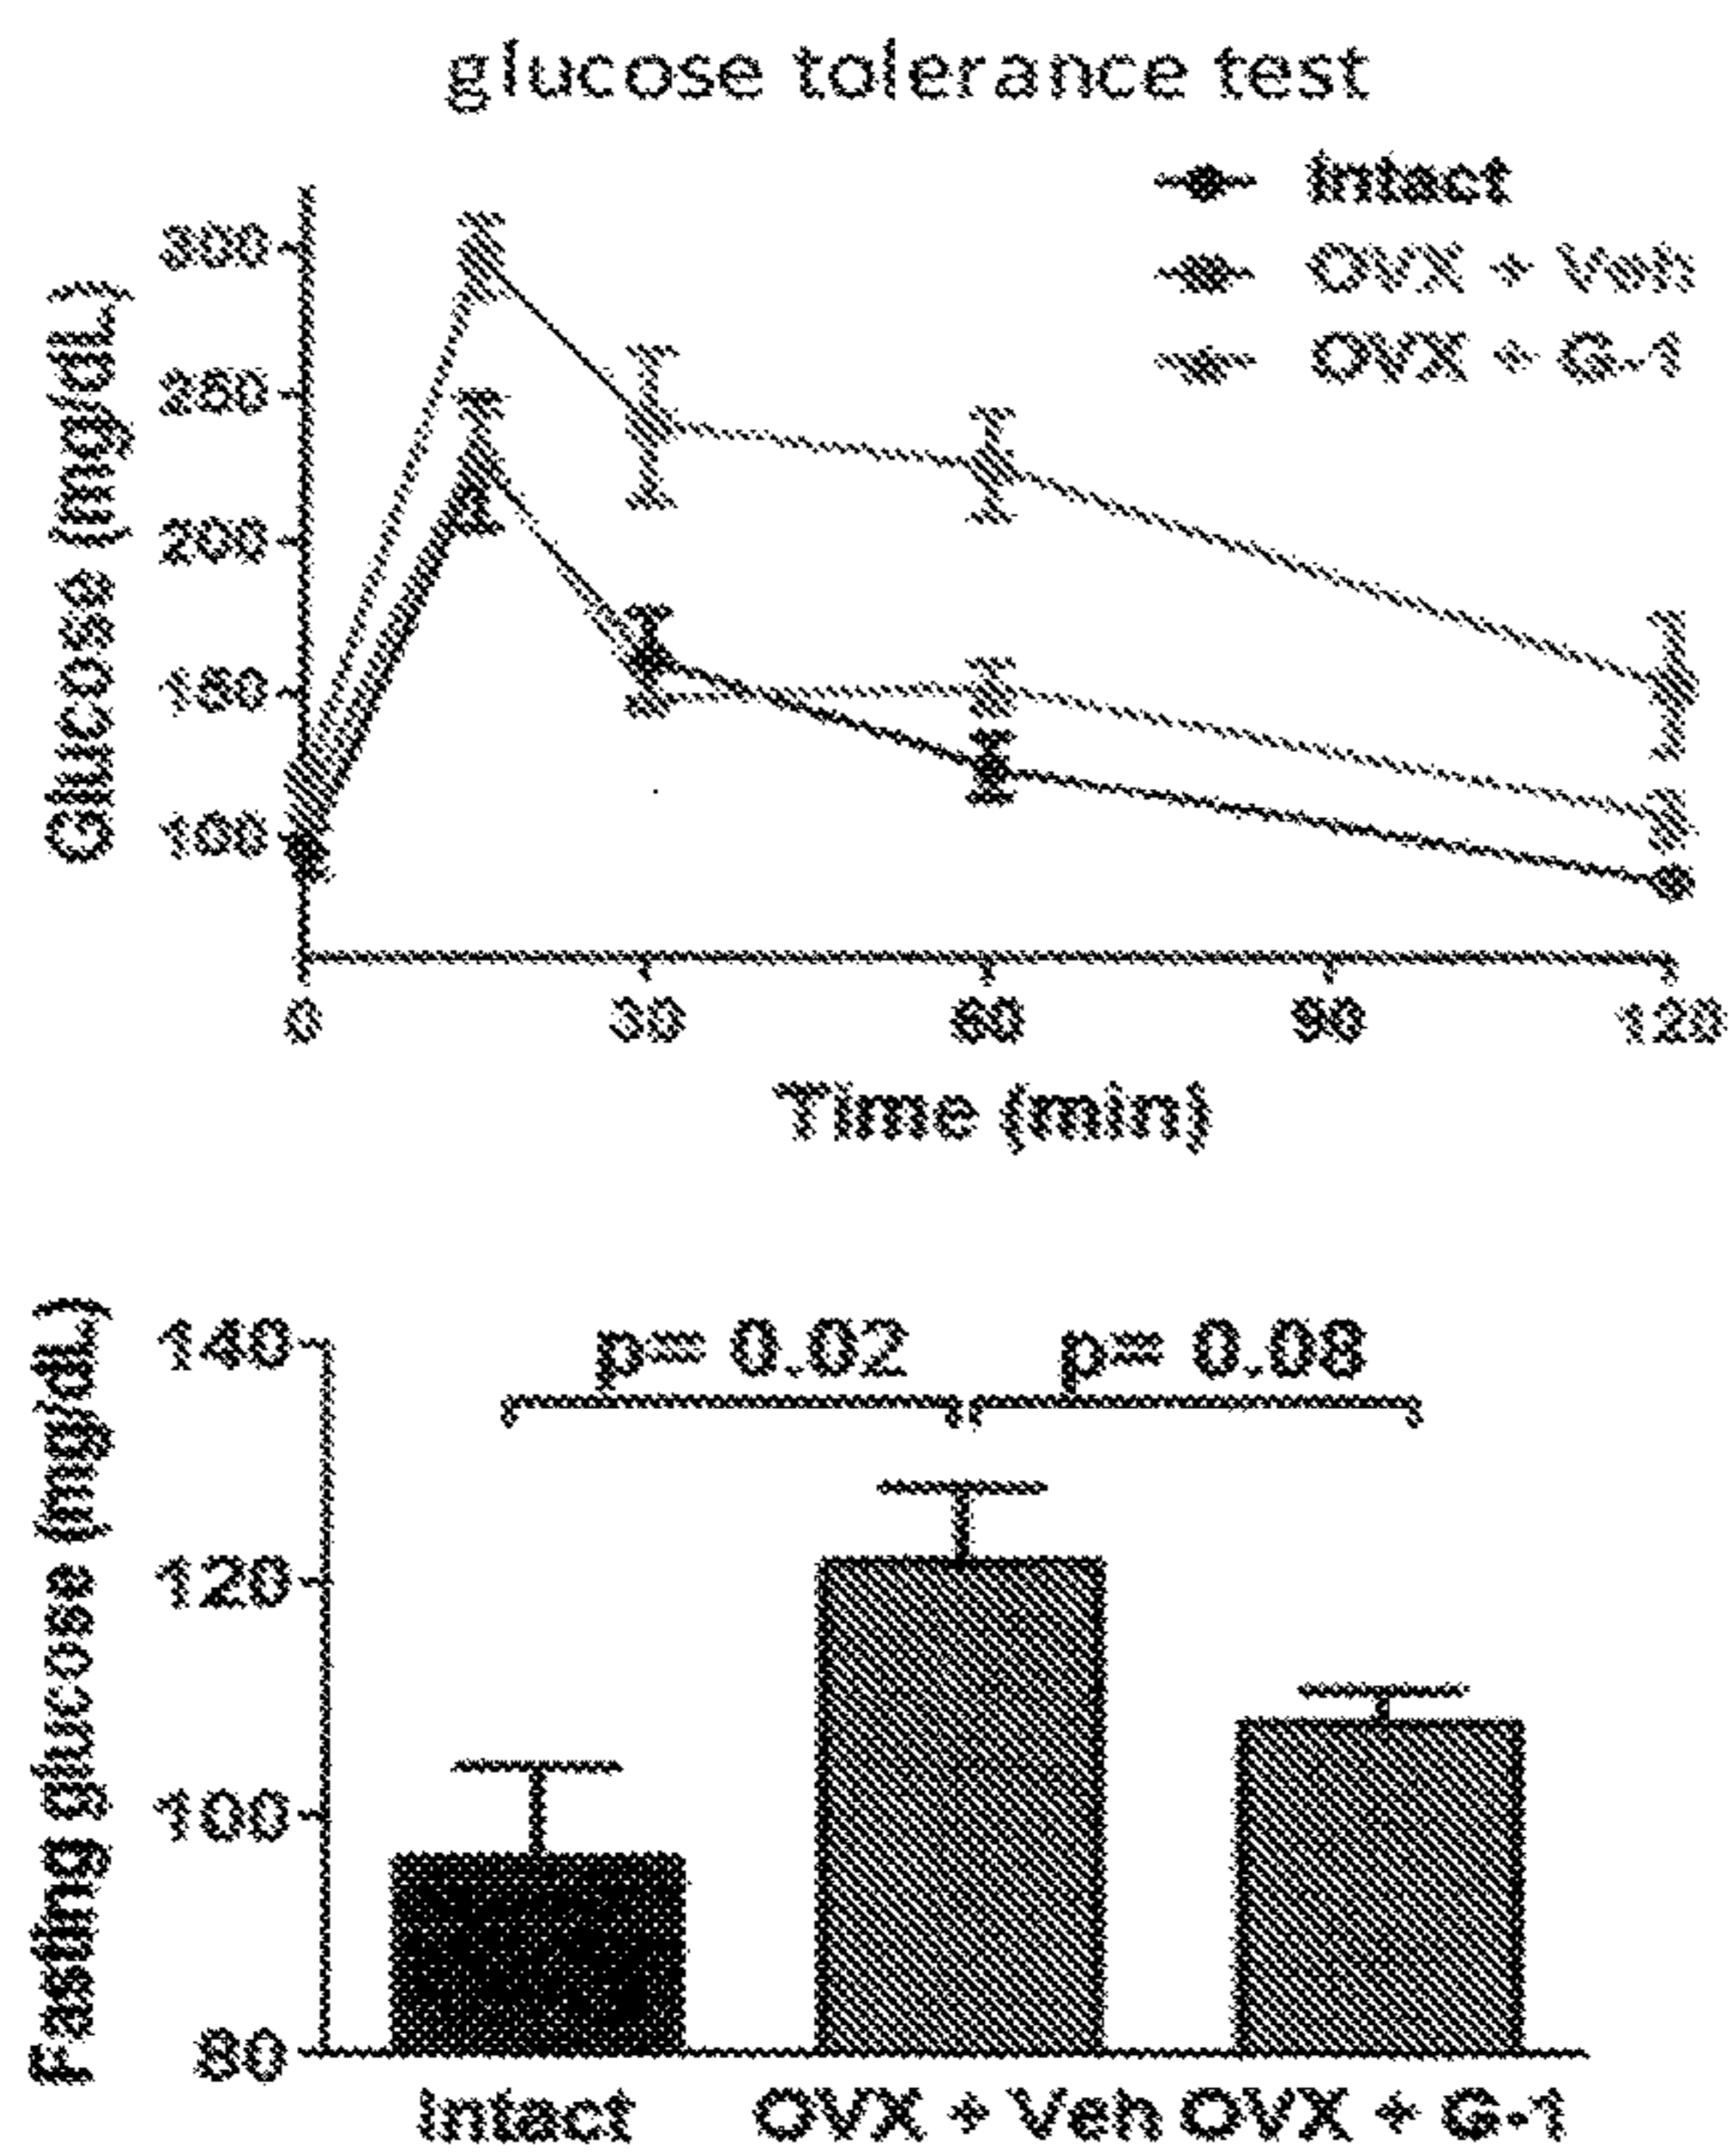 glucose tolerance test
Intact
OVX + Veh
OVX + G-1
Glucose (mg/dL)
300
250
200
150
100
0 30 60 90 120
Time (min)
Fasting glucose (mg/dL)
140
120
100
80
p= 0.02 p= 0.08
Intact OVX + Veh OVX + G-1